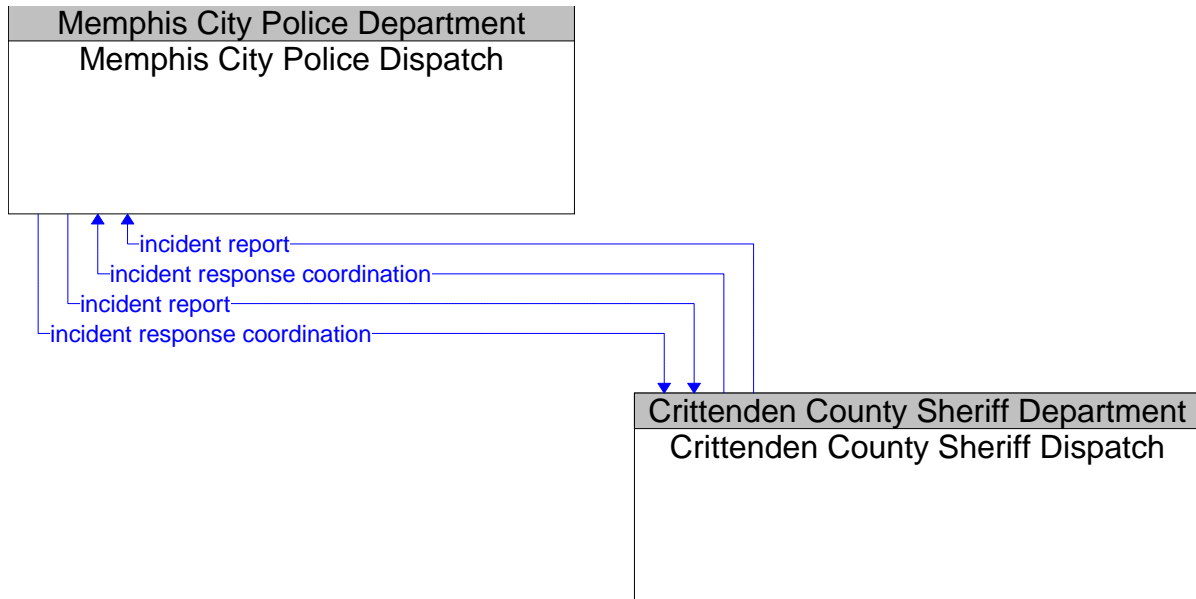 Memphis City Police Department
Memphis City Police Dispatch
incident report
incident response coordination
incident report
incident response coordination
Crittenden County Sheriff Department
Crittenden County Sheriff Dispatch